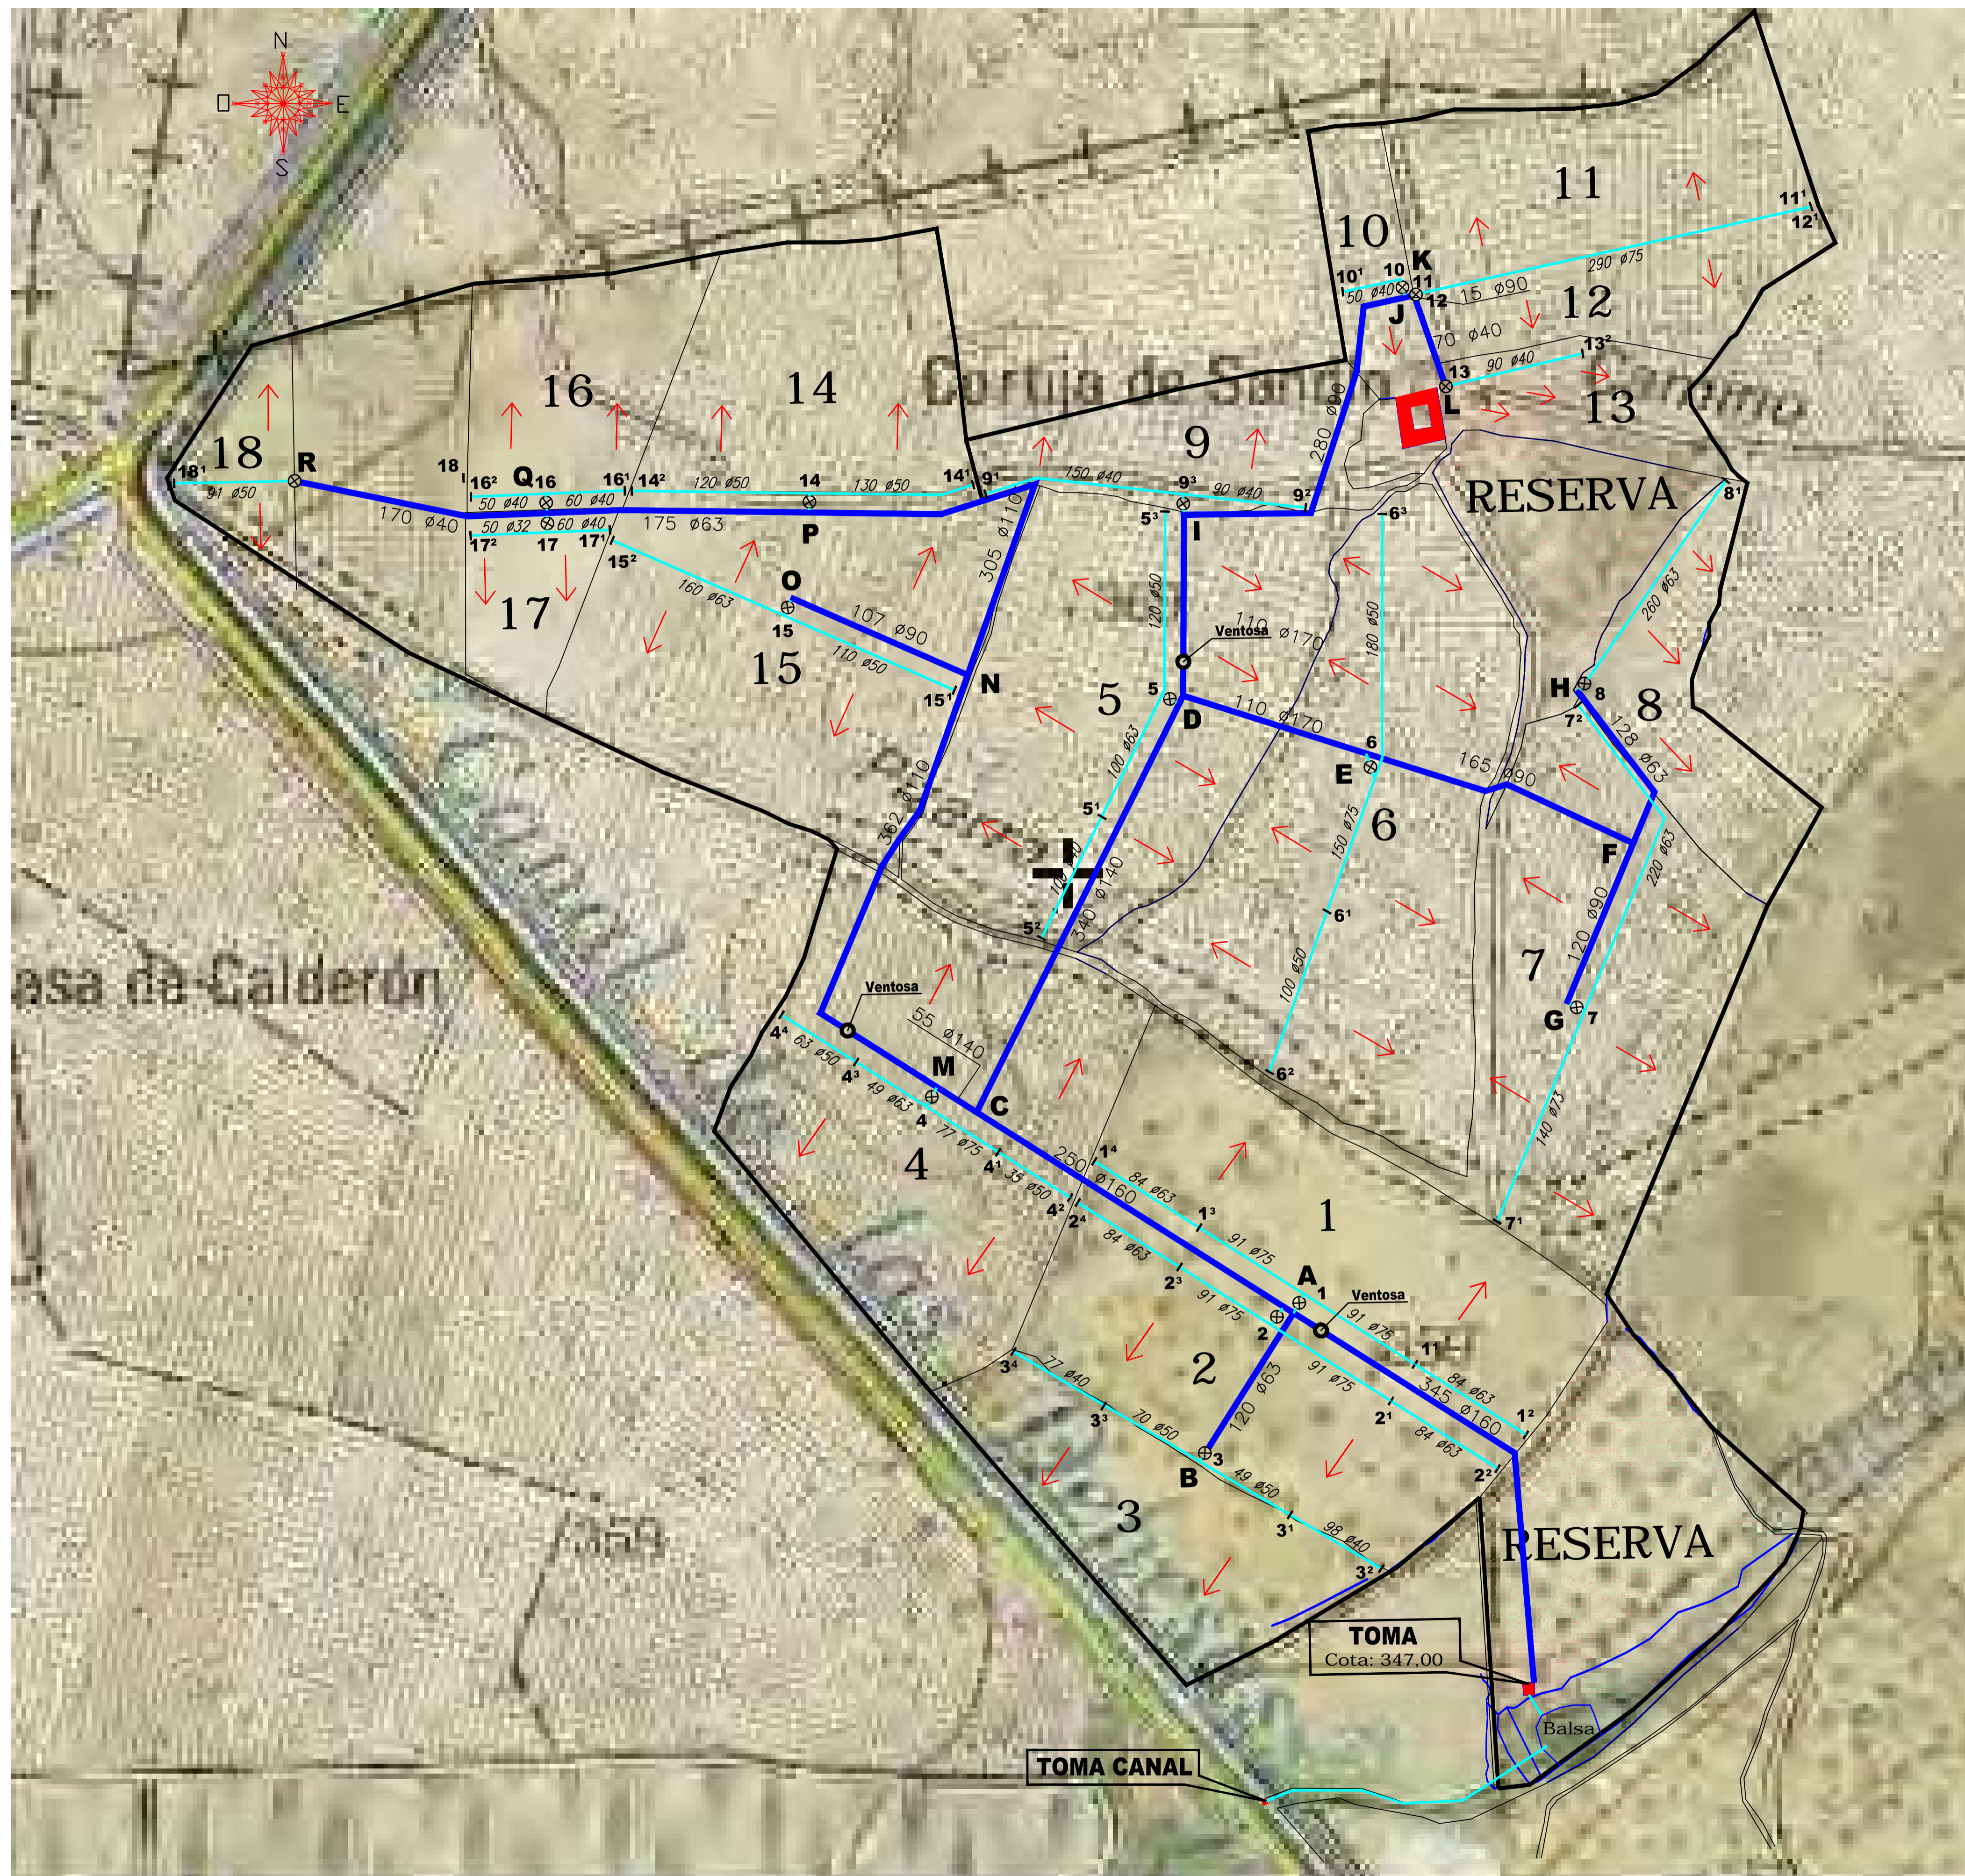 N
O E
S
11
11¹
12¹
10
K
10¹ 10 11
50 ø40
12
15 ø90
290 ø75
12
J
70 ø40
13²
90 ø40
13
L
13
Coruja de San
280 ø90
16
14
9
18
18¹
91 ø50
R
18
16²
Q
16
16¹
14²
50 ø40
60 ø40
120 ø50
14
130 ø50
14¹
9¹
150 ø40
9³
90 ø40
9²
RESERVA
8¹
170 ø40
50 ø32
60 ø40
175 ø63
P
305 ø110
5³
I
6³
17²
17
17¹
15²
17
160 ø63
O
15
107 ø90
110 ø50
15
15¹
N
120 ø50
Ventosa
110 ø170
180 ø50
260 ø63
5
5
D
110 ø170
H
8
7²
8
128 ø63
6
E
165 ø90
100 ø63
5¹
150 ø75
6
F
220 ø63
362 ø110
100 ø40
340 ø140
5²
6¹
120 ø90
7
100 ø50
G
7
asa de Calderón
Ventosa
55 ø140
4⁴
63 ø50
4³
M
49 ø63
4
C
77 ø75
4¹
35 ø50
4²
4
6²
140 ø73
7¹
250 ø160
1⁴
84 ø63
1³
1
2⁴
84 ø63
2³
91 ø75
A
1
91 ø75
2
Ventosa
91 ø75
1¹
84 ø63
1²
345 ø160
91 ø75
2¹
84 ø63
2²
2
120 ø63
3⁴
77 ø40
3³
70 ø50
B
3
49 ø50
3¹
98 ø40
3²
3
RESERVA
TOMA
Cota: 347,00
Balsa
TOMA CANAL